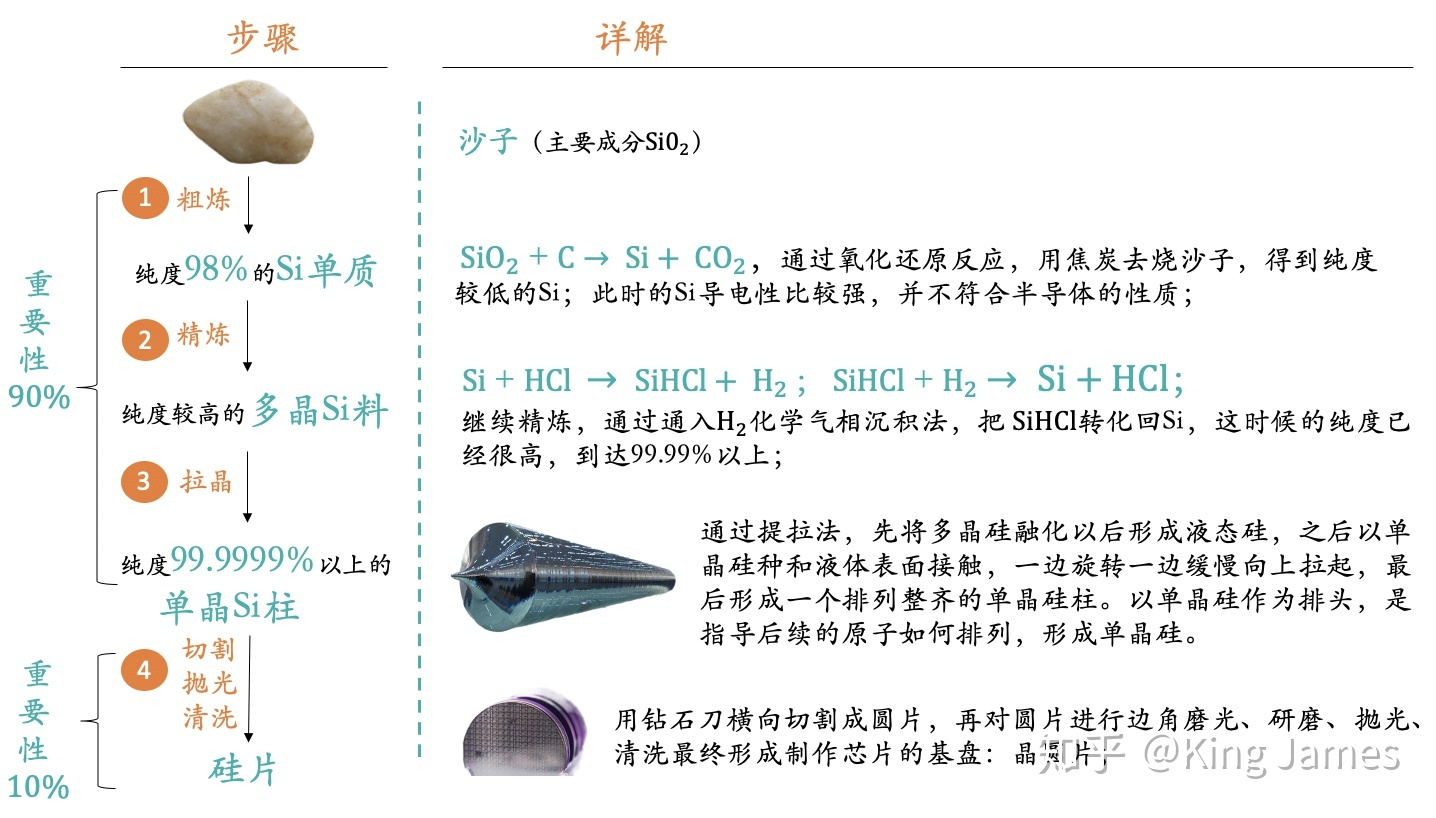 步骤
详解
沙子（主要成分SiO₂）
1 粗炼
重要性
90%
纯度98%的Si单质
SiO₂ + C → Si + CO₂，通过氧化还原反应，用焦炭去烧沙子，得到纯度
较低的Si；此时的Si导电性比较强，并不符合半导体的性质；
2 精炼
纯度较高的多晶Si料
Si + HCl → SiHCl + H₂； SiHCl + H₂ → Si + HCl；
继续精炼，通过通入H₂化学气相沉积法，把 SiHCl转化回Si，这时候的纯度已
经很高，到达99.99%以上；
3 拉晶
纯度99.9999%以上的
单晶Si柱
通过提拉法，先将多晶硅融化以后形成液态硅，之后以单
晶硅种和液体表面接触，一边旋转一边缓慢向上拉起，最
后形成一个排列整齐的单晶硅柱。以单晶硅作为排头，是
指导后续的原子如何排列，形成单晶硅。
重要性
10%
4 切割
抛光
清洗
硅片
用钻石刀横向切割成圆片，再对圆片进行边角磨光、研磨、抛光、
清洗最终形成制作芯片的基盘：晶圆片；
知乎 @King James